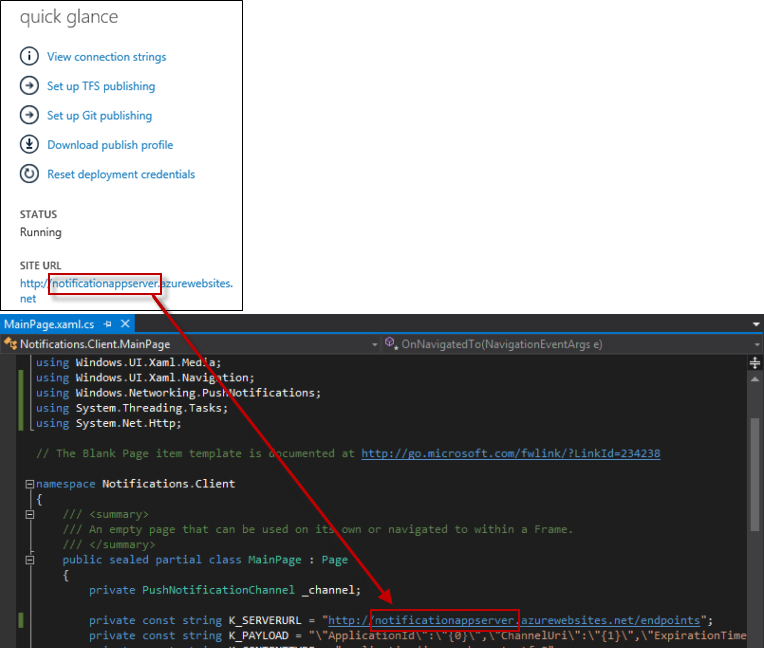 quick glance
View connection strings
Set up TFS publishing
Set up Git publishing
Download publish profile
Reset deployment credentials
STATUS
Running
SITE URL
http://notificationappserver.azurewebsites.
net
MainPage.xaml.cs
Notifications.Client.MainPage OnNavigatedTo(NavigationEventArgs e)
using Windows.UI.Xaml.Media;
using Windows.UI.Xaml.Navigation;
using Windows.Networking.PushNotifications;
using System.Threading.Tasks;
using System.Net.Http;
// The Blank Page item template is documented at http://go.microsoft.com/fwlink/?LinkId=234238
namespace Notifications.Client
{
/// <summary>
/// An empty page that can be used on its own or navigated to within a Frame.
/// </summary>
public sealed partial class MainPage : Page
{
private PushNotificationChannel _channel;
private const string K_SERVERURL = "http://notificationappserver.azurewebsites.net/endpoints";
private const string K_PAYLOAD = "\"ApplicationId\":\"{0}\",\"ChannelUri\":\"{1}\",\"ExpirationTime